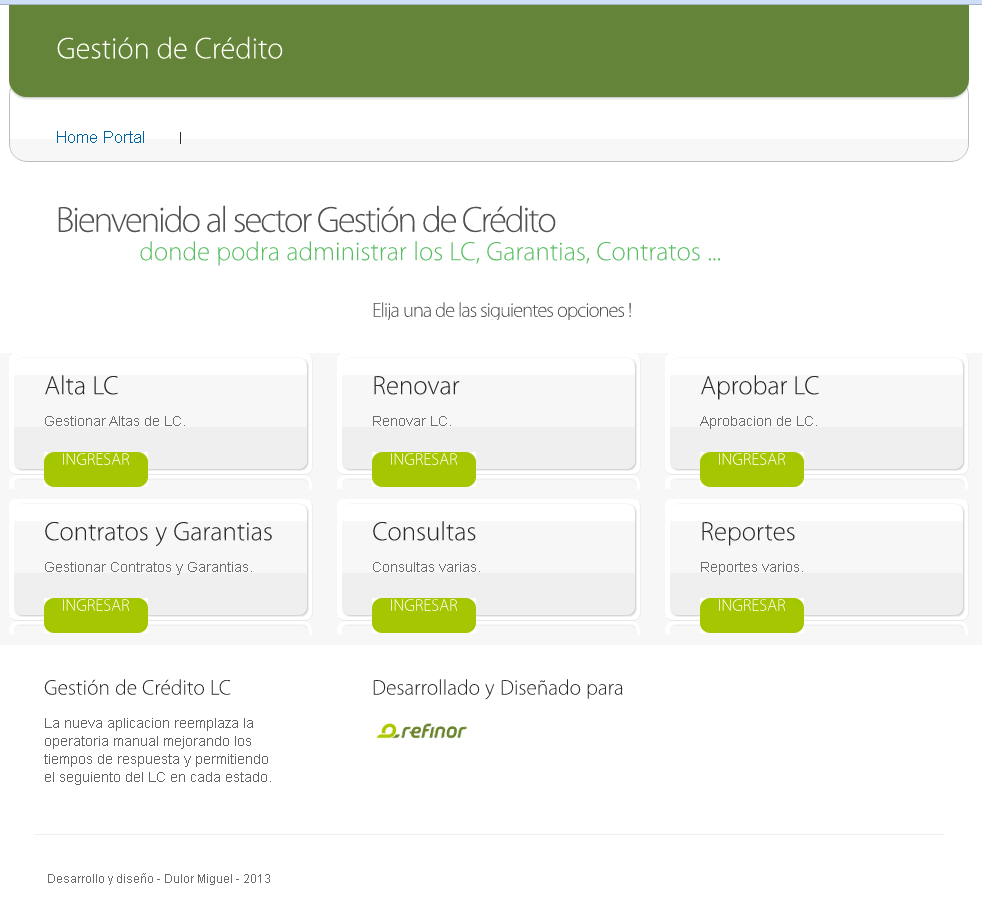 Gestión de Crédito
Home Portal |
Bienvenido al sector Gestión de Crédito
donde podra administrar los LC, Garantias, Contratos ...
Elija una de las siguientes opciones !
Alta LC
Gestionar Altas de LC.
INGRESAR
Renovar
Renovar LC.
INGRESAR
Aprobar LC
Aprobacion de LC.
INGRESAR
Contratos y Garantias
Gestionar Contratos y Garantias.
INGRESAR
Consultas
Consultas varias.
INGRESAR
Reportes
Reportes varios.
INGRESAR
Gestión de Crédito LC
La nueva aplicacion reemplaza la
operatoria manual mejorando los
tiempos de respuesta y permitiendo
el seguiento del LC en cada estado.
Desarrollado y Diseñado para
refinor
Desarrollo y diseño - Dulor Miguel - 2013